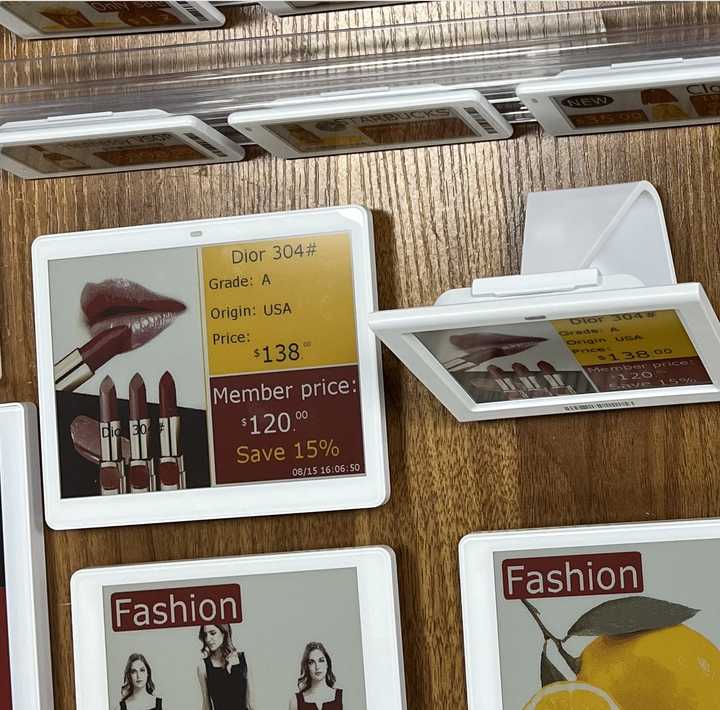 Only
STARBUCKS
NEW
Dior 304#
Grade: A
Origin: USA
Price:
$138.00
Member price:
$120.00
Save 15%
08/15 16:06:50
Dior 304#
Dior 304#
Grade: A
Origin USA
Price:
$138.00
Member price:
$120
Save 15%
Fashion
Fashion